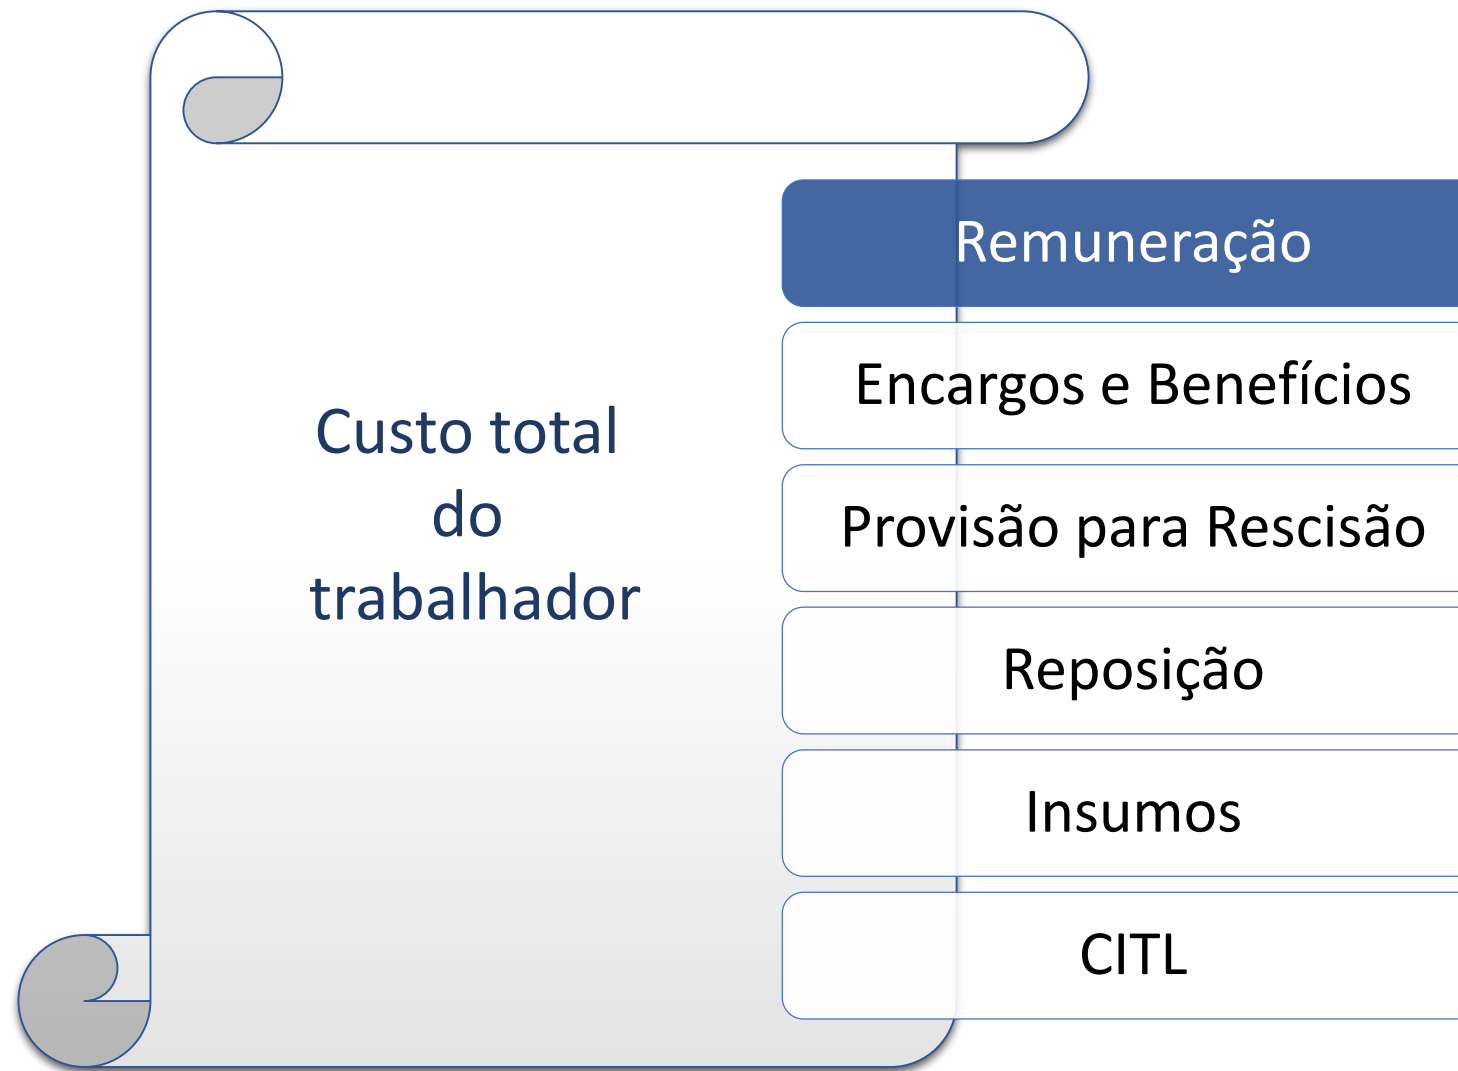 Custo total
do
trabalhador
Remuneração
Encargos e Benefícios
Provisão para Rescisão
Reposição
Insumos
CITL